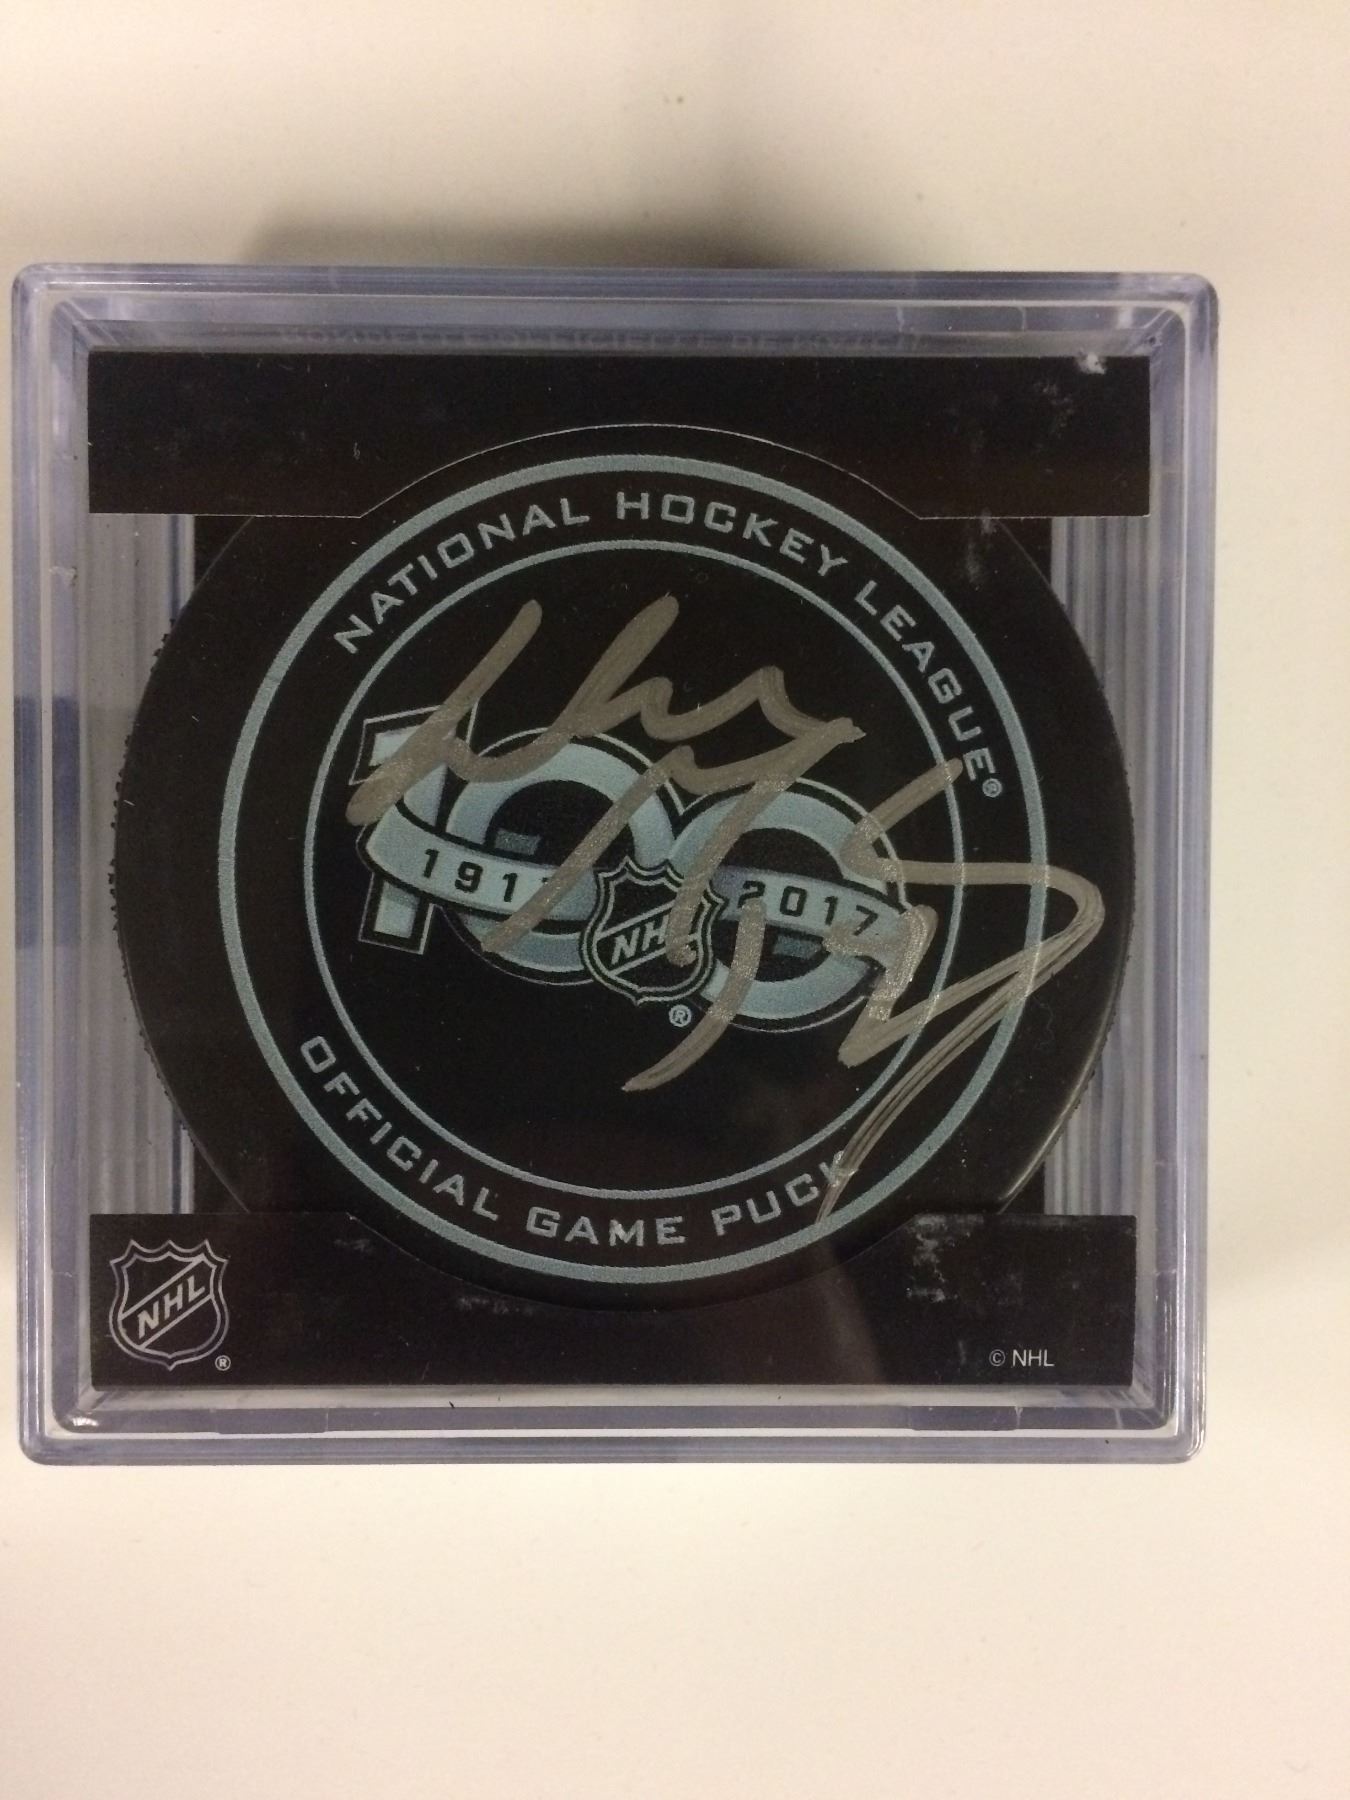 NATIONAL HOCKEY LEAGUE®
1917 2017
NHL
®
OFFICIAL GAME PUCK
NHL
®
© NHL